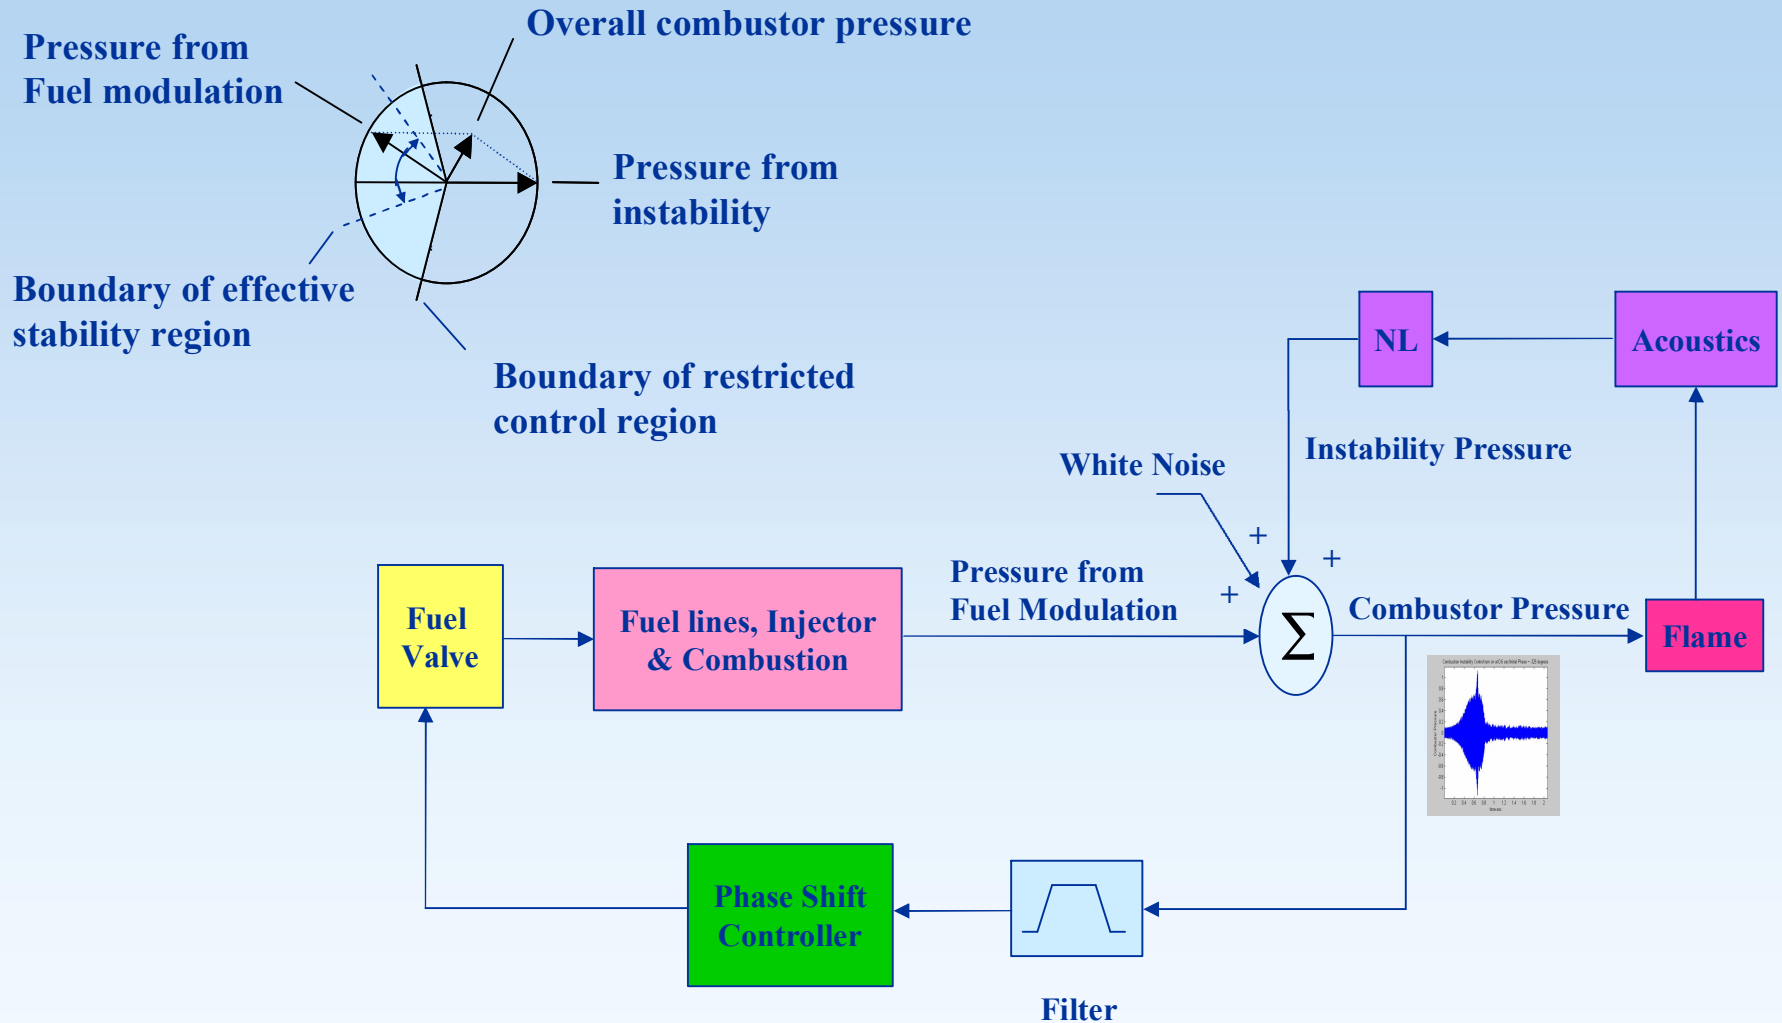 Overall combustor pressure
Pressure from
Fuel modulation
Pressure from
instability
Boundary of effective
stability region
Boundary of restricted
control region
NL
Acoustics
Instability Pressure
White Noise
+
+
+
Pressure from
Fuel Modulation
Combustor Pressure
Fuel
Valve
Fuel lines, Injector
& Combustion
Σ
Flame
Phase Shift
Controller
Filter